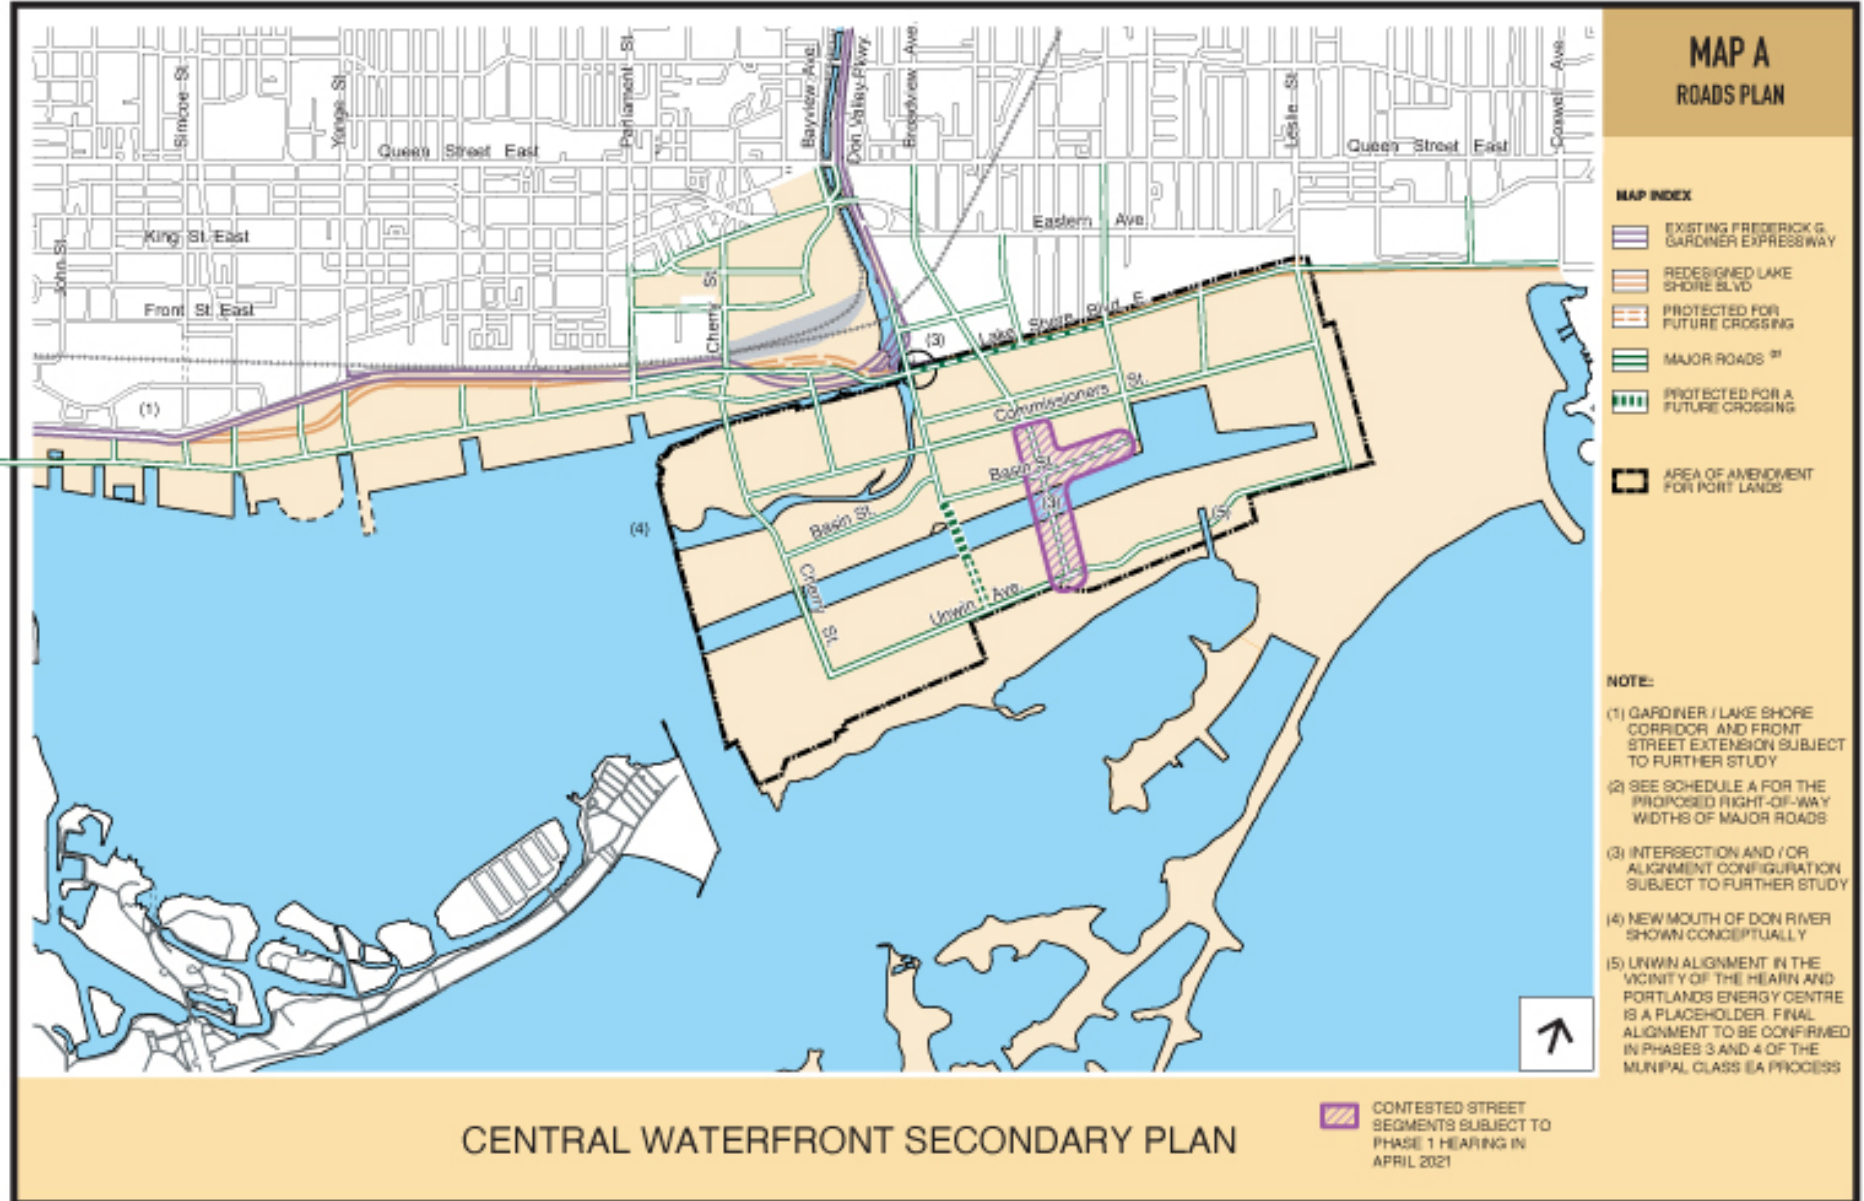 MAP A
ROADS PLAN
MAP INDEX
EXISTING FREDERICK G.
GARDINER EXPRESSWAY
REDESIGNED LAKE
SHORE BLVD
PROTECTED FOR
FUTURE CROSSING
MAJOR ROADS (2)
PROTECTED FOR A
FUTURE CROSSING
AREA OF AMENDMENT
FOR PORT LANDS
NOTE:
(1) GARDINER / LAKE SHORE
CORRIDOR AND FRONT
STREET EXTENSION SUBJECT
TO FURTHER STUDY
(2) SEE SCHEDULE A FOR THE
PROPOSED RIGHT-OF-WAY
WIDTHS OF MAJOR ROADS
(3) INTERSECTION AND / OR
ALIGNMENT CONFIGURATION
SUBJECT TO FURTHER STUDY
(4) NEW MOUTH OF DON RIVER
SHOWN CONCEPTUALLY
(5) UNWIN ALIGNMENT IN THE
VICINITY OF THE HEARN AND
PORTLANDS ENERGY CENTRE
IS A PLACEHOLDER. FINAL
ALIGNMENT TO BE CONFIRMED
IN PHASES 3 AND 4 OF THE
MUNIPAL CLASS EA PROCESS
Simcoe St.
Yonge St.
Parliament St.
Bayview Ave.
Don Valley Pkwy.
Broadview Ave.
Leslie St.
Coxwell Ave.
Queen Street East
Queen Street East
King St. East
Eastern Ave.
John St.
Front St. East
Cherry St.
Lake Shore Blvd. E.
(3)
(1)
Commissioners St.
Basin St.
(3)
(4)
Basin St.
(5)
Cherry St.
Unwin Ave.
CENTRAL WATERFRONT SECONDARY PLAN
CONTESTED STREET
SEGMENTS SUBJECT TO
PHASE 1 HEARING IN
APRIL 2021